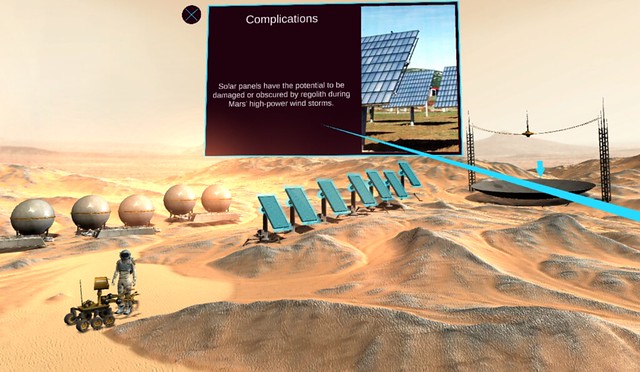 Complications
Solar panels have the potential to be
damaged or obscured by regolith during
Mars' high-power wind storms.